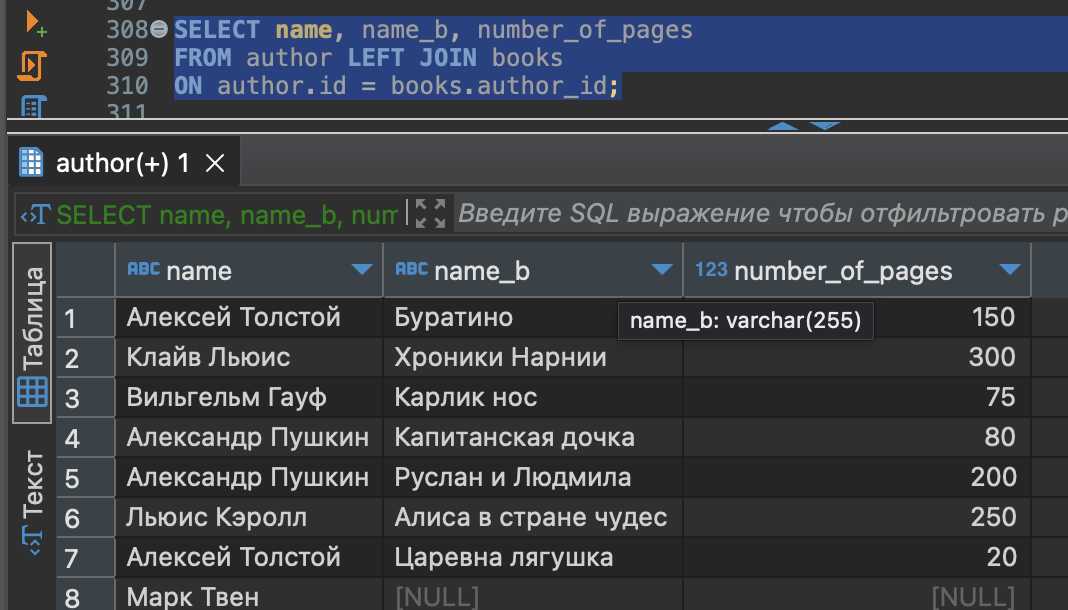 307
308 SELECT name, name_b, number_of_pages
309 FROM author LEFT JOIN books
310 ON author.id = books.author_id;
311
author(+) 1
T SELECT name, name_b, num Введите SQL выражение чтобы отфильтровать р
Таблица
Текст
ABC name ABC name_b 123 number_of_pages
name_b: varchar(255)
1 Алексей Толстой Буратино 150
2 Клайв Льюис Хроники Нарнии 300
3 Вильгельм Гауф Карлик нос 75
4 Александр Пушкин Капитанская дочка 80
5 Александр Пушкин Руслан и Людмила 200
6 Льюис Кэролл Алиса в стране чудес 250
7 Алексей Толстой Царевна лягушка 20
8 Марк Твен [NULL] [NULL]